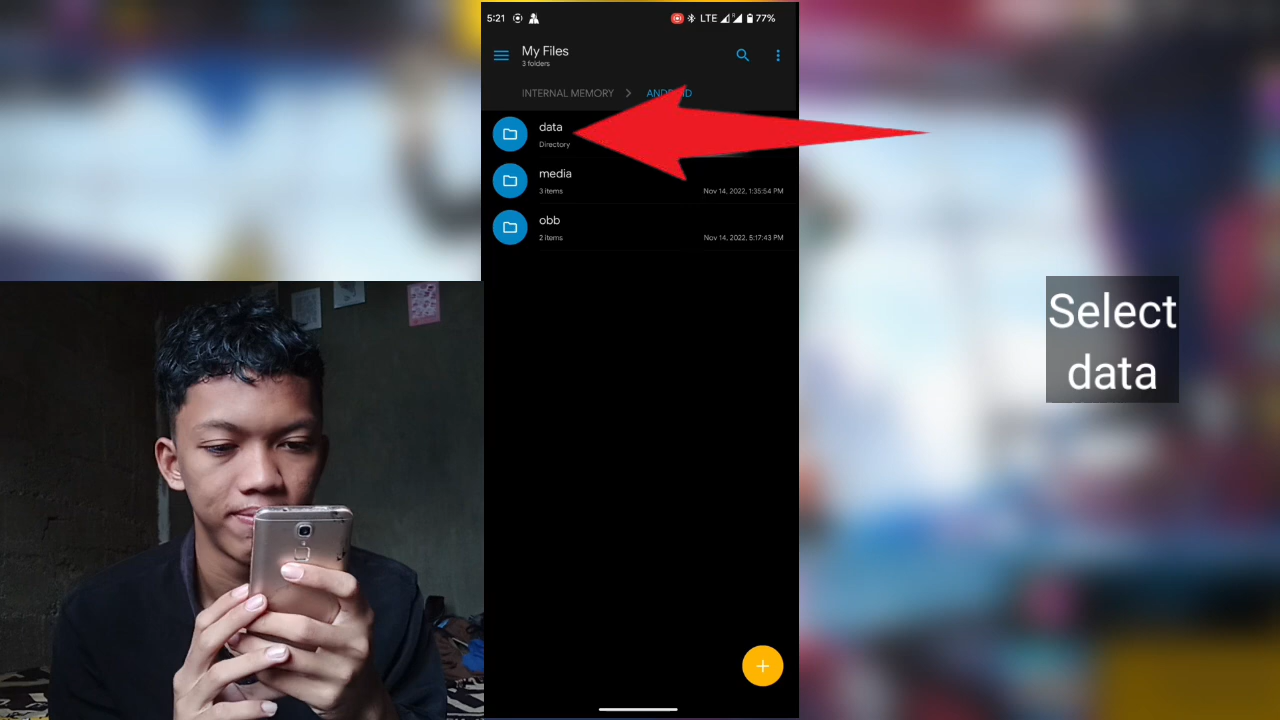 5:21 LTE 77%
My Files
3 folders
INTERNAL MEMORY
data
Directory
media
3 items Nov 14, 2022, 1:35:54 PM
obb
2 items Nov 14, 2022, 5:17:43 PM
Select
data